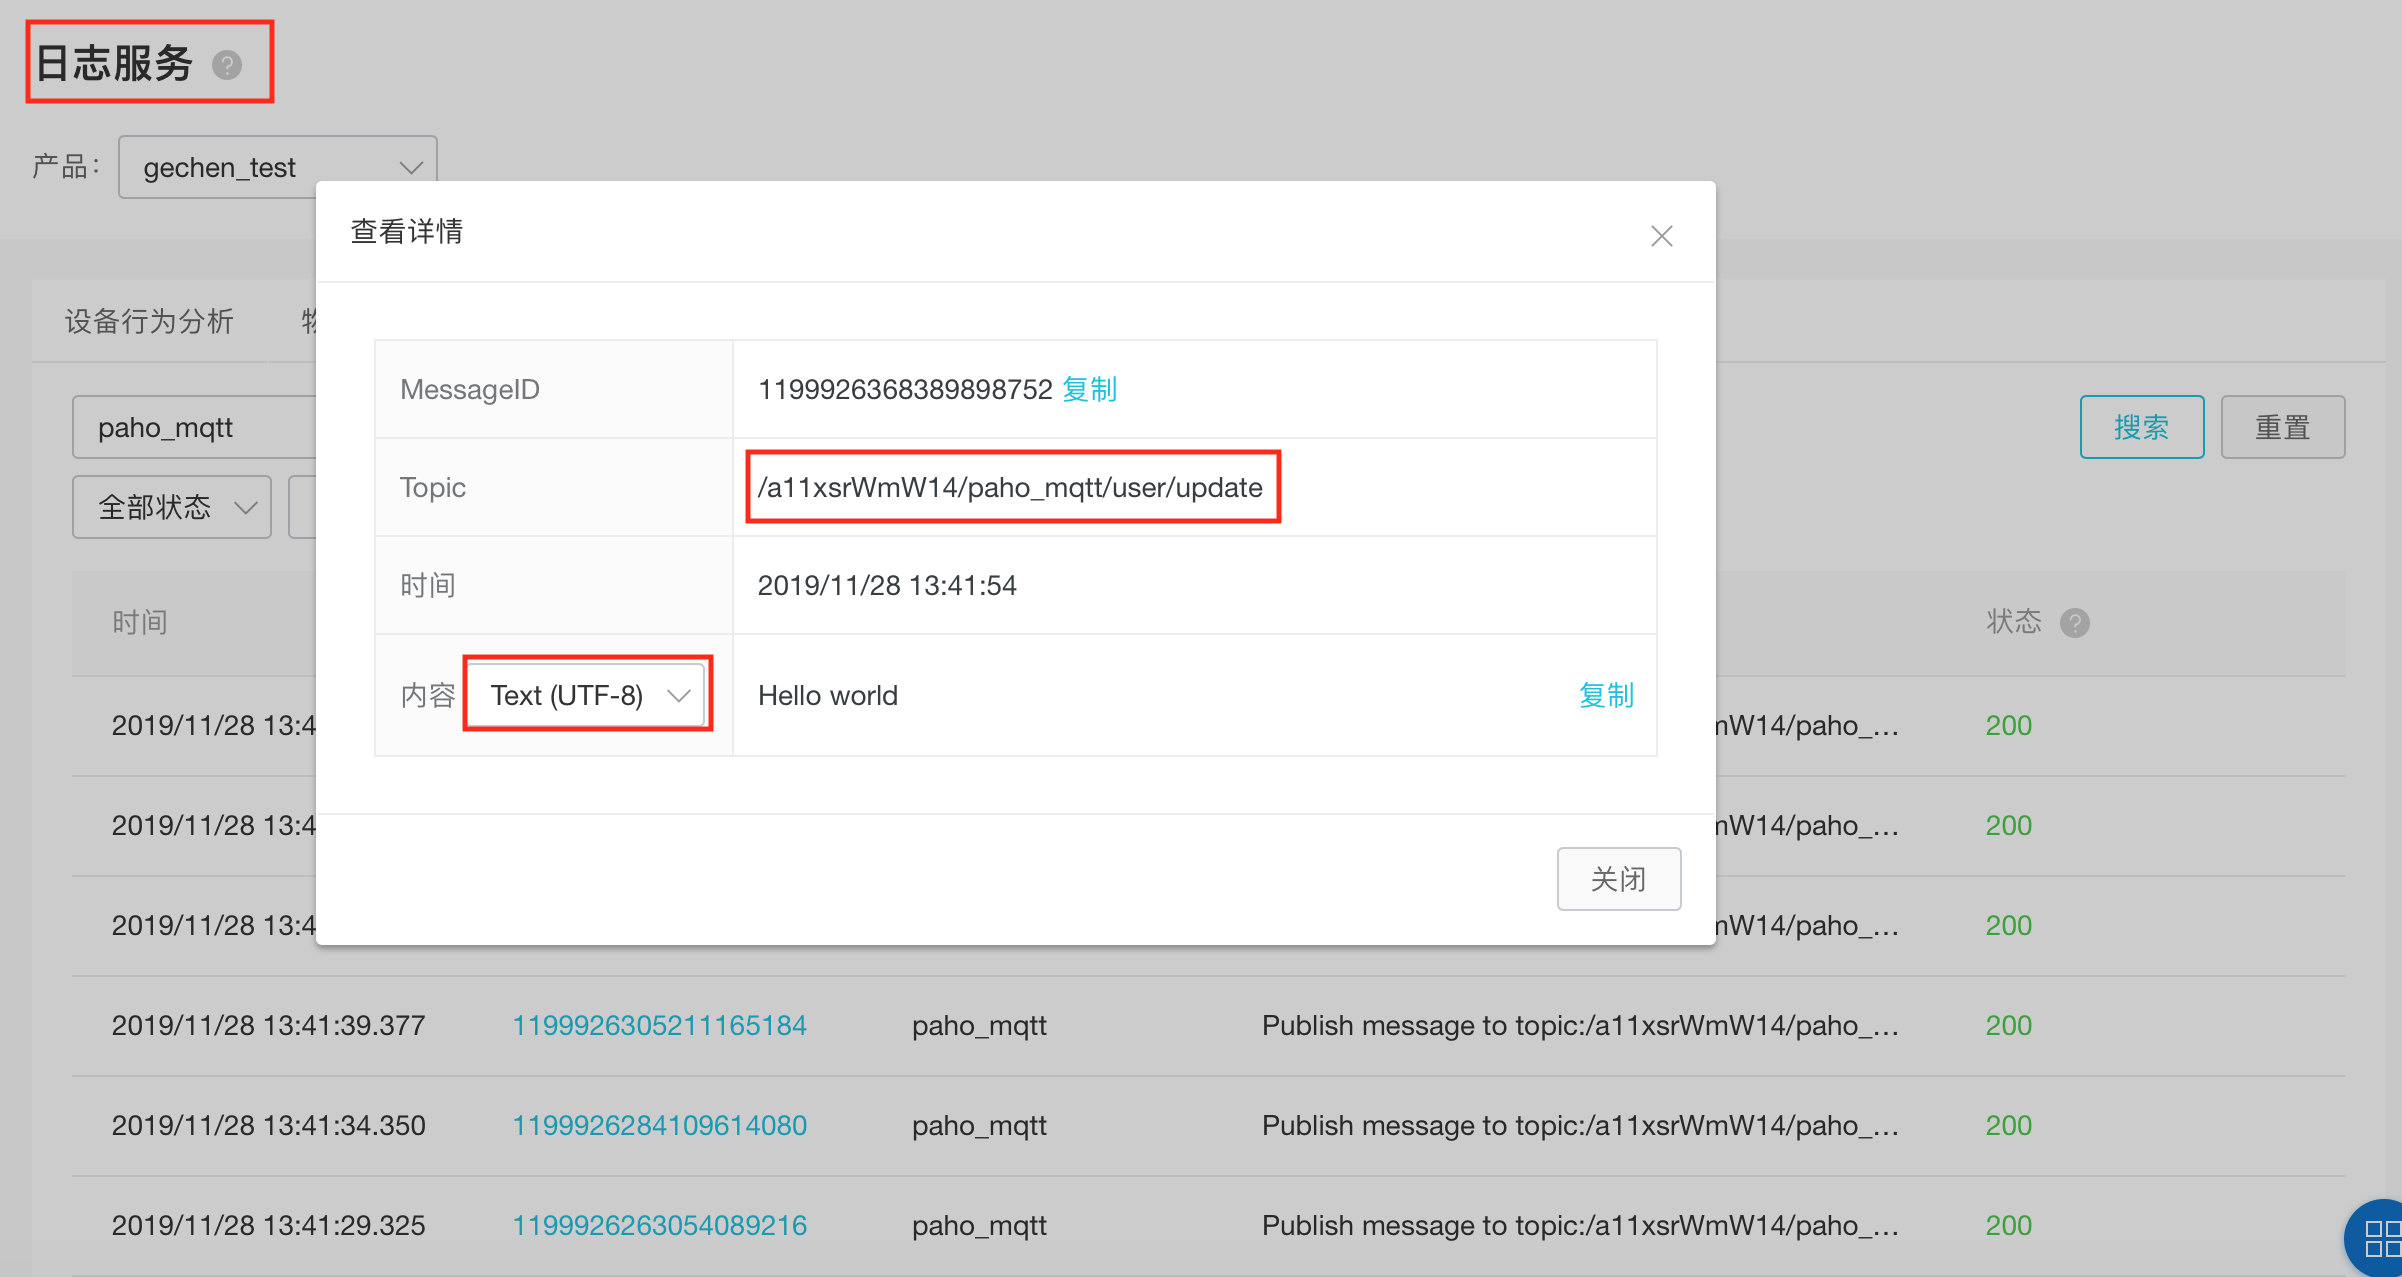 日志服务 ?
产品： gechen_test
查看详情
设备行为分析
MessageID 1199926368389898752 复制
paho_mqtt 搜索 重置
Topic /a11xsrWmW14/paho_mqtt/user/update
全部状态
时间 2019/11/28 13:41:54
时间 状态 ?
内容 Text (UTF-8) Hello world 复制
2019/11/28 13:4 mW14/paho_... 200
2019/11/28 13:4 mW14/paho_... 200
关闭
2019/11/28 13:4 mW14/paho_... 200
2019/11/28 13:41:39.377 1199926305211165184 paho_mqtt Publish message to topic:/a11xsrWmW14/paho_... 200
2019/11/28 13:41:34.350 1199926284109614080 paho_mqtt Publish message to topic:/a11xsrWmW14/paho_... 200
2019/11/28 13:41:29.325 1199926263054089216 paho_mqtt Publish message to topic:/a11xsrWmW14/paho_... 200